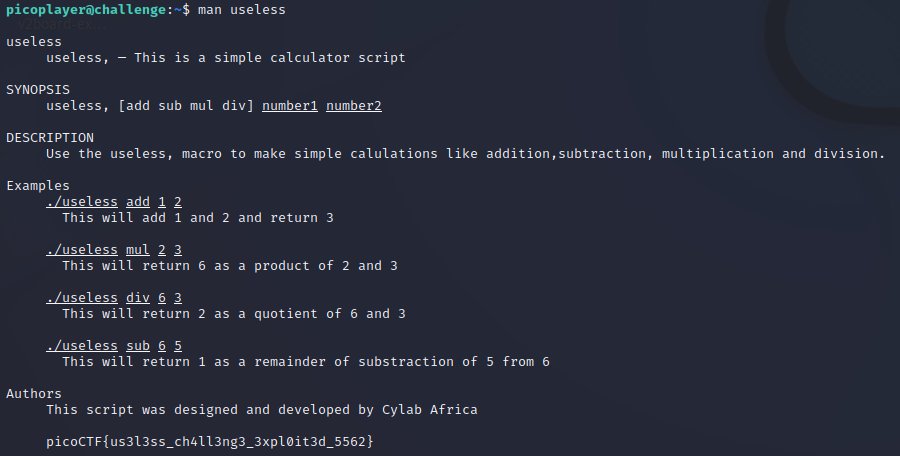 picoplayer@challenge:~$ man useless
useless
useless, — This is a simple calculator script
SYNOPSIS
useless, [add sub mul div] number1 number2
DESCRIPTION
Use the useless, macro to make simple calulations like addition,subtraction, multiplication and division.
Examples
./useless add 1 2
This will add 1 and 2 and return 3
./useless mul 2 3
This will return 6 as a product of 2 and 3
./useless div 6 3
This will return 2 as a quotient of 6 and 3
./useless sub 6 5
This will return 1 as a remainder of substraction of 5 from 6
Authors
This script was designed and developed by Cylab Africa
picoCTF{us3l3ss_ch4ll3ng3_3xpl0it3d_5562}